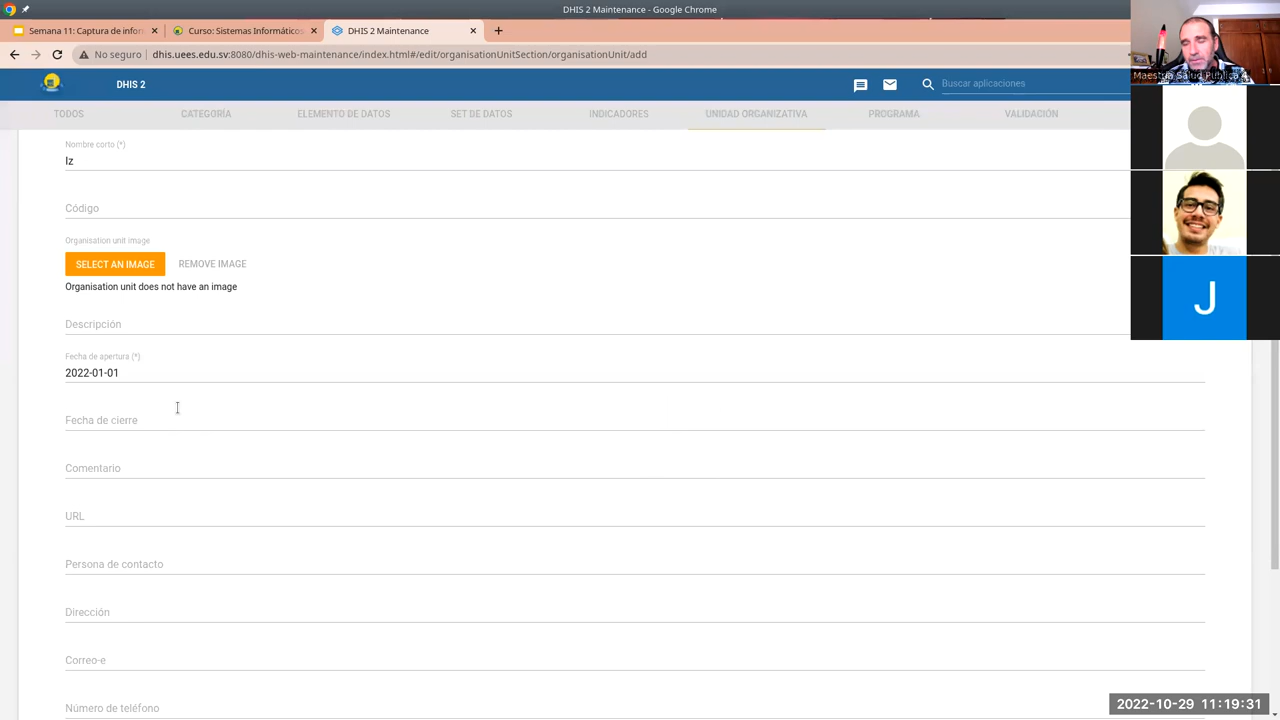 DHIS 2 Maintenance - Google Chrome
Semana 11: Captura de infor
Curso: Sistemas Informáticos
DHIS 2 Maintenance
No seguro
dhis.uees.edu.sv:8080/dhis-web-maintenance/index.html#/edit/organisationUnitSection/organisationUnit/add
DHIS 2
Buscar aplicaciones
Maestría Salud Pública 4
TODOS
CATEGORÍA
ELEMENTO DE DATOS
SET DE DATOS
INDICADORES
UNIDAD ORGANIZATIVA
PROGRAMA
VALIDACIÓN
Nombre corto (*)
Iz
Código
Organisation unit image
SELECT AN IMAGE
REMOVE IMAGE
Organisation unit does not have an image
Descripción
Fecha de apertura (*)
2022-01-01
Fecha de cierre
Comentario
URL
Persona de contacto
Dirección
Correo-e
Número de teléfono
J
2022-10-29 11:19:31